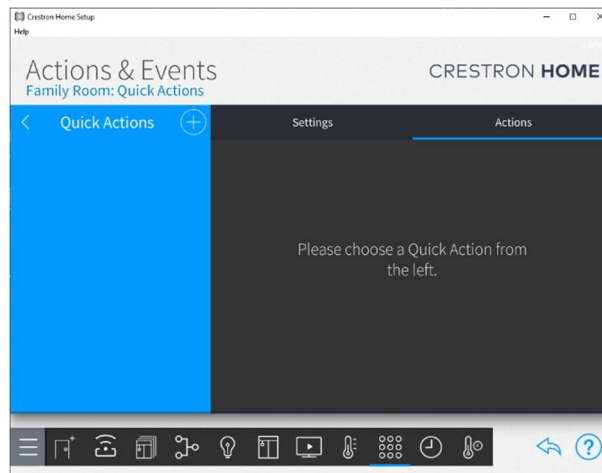 Crestron Home Setup
Help
Actions & Events
Family Room: Quick Actions
CRESTRON HOME
Quick Actions
Settings
Actions
Please choose a Quick Action from
the left.
?